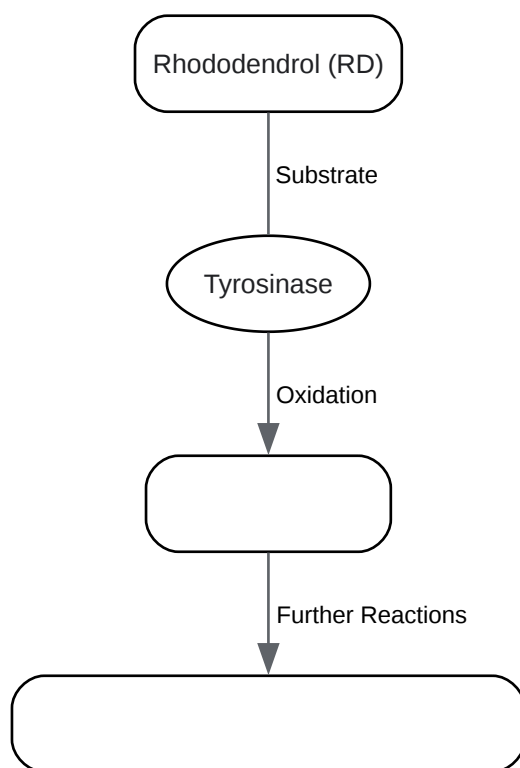 Rhododendrol (RD)
Substrate
Tyrosinase
Oxidation
Further Reactions